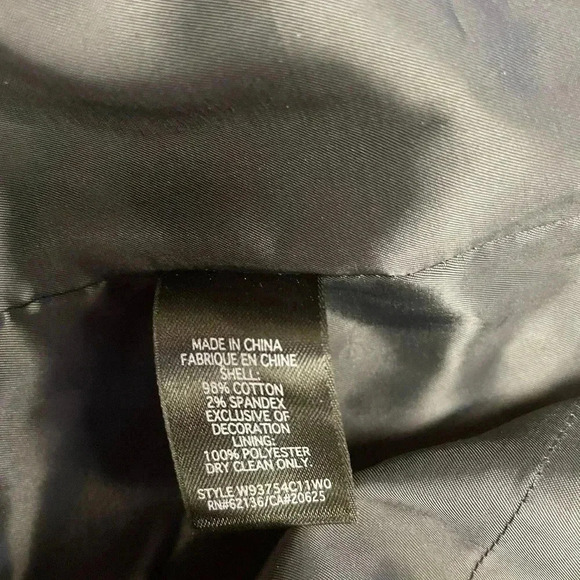 MADE IN CHINA
FABRIQUE EN CHINE
SHELL:
98% COTTON
2% SPANDEX
EXCLUSIVE OF
DECORATION
LINING:
100% POLYESTER
DRY CLEAN ONLY.
STYLE W93754C11W0
RN#62136/CA#20625